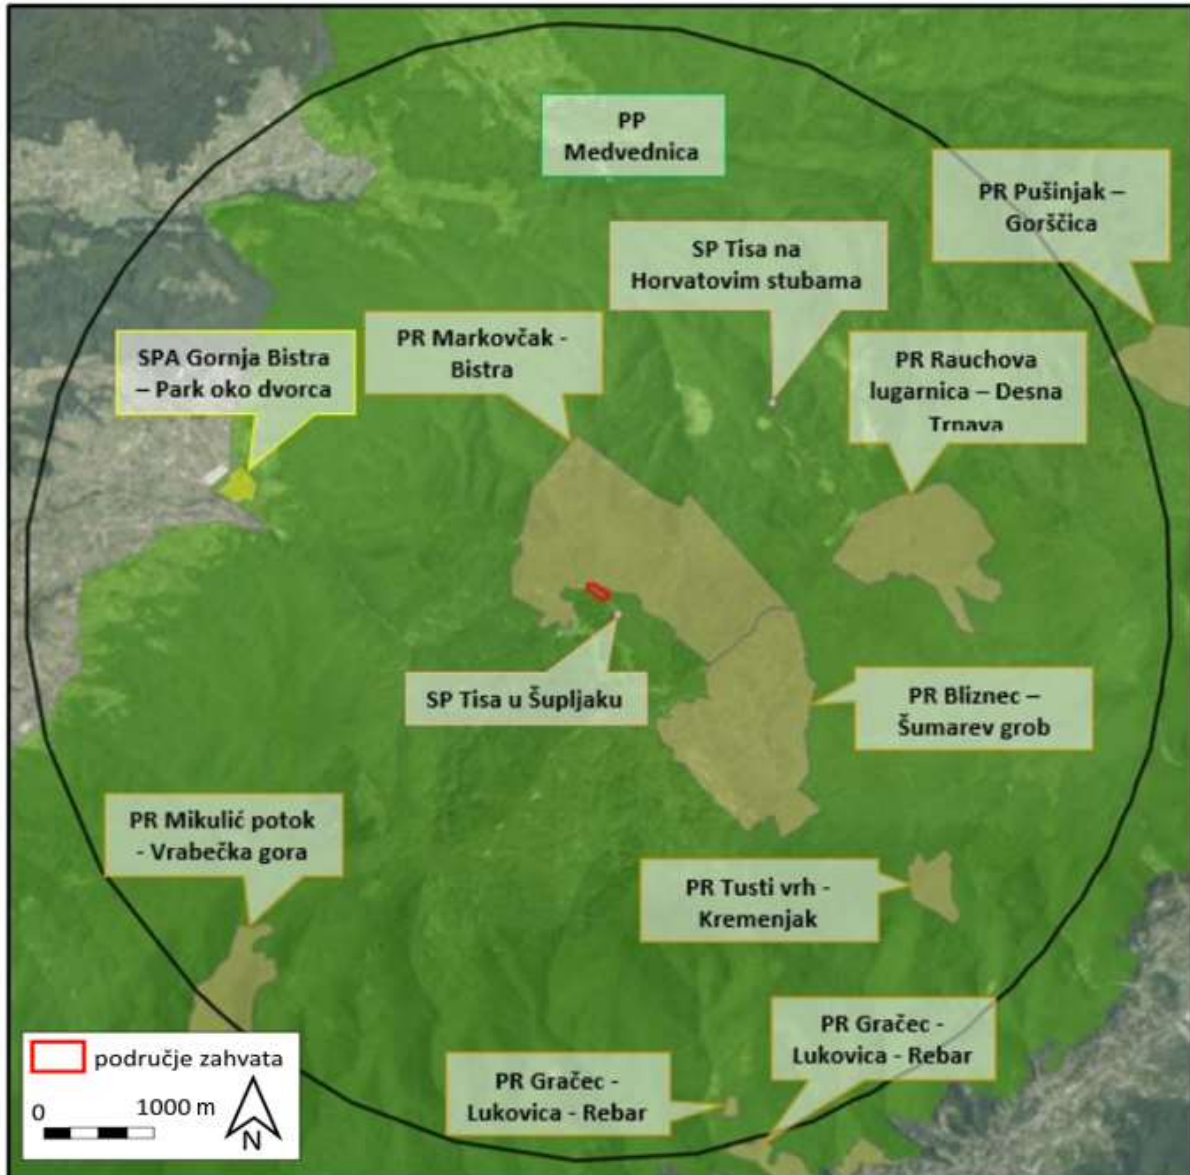 PP
Medvednica
PR Pušinjak –
Gorščica
SP Tisa na
Horvatovim stubama
PR Markovčak -
Bistra
SPA Gornja Bistra
– Park oko dvorca
PR Rauchova
lugarnica – Desna
Trnava
SP Tisa u Šupljaku
PR Bliznec –
Šumarev grob
PR Mikulić potok
- Vrabečka gora
PR Tusti vrh -
Kremenjak
PR Gračec -
Lukovica - Rebar
PR Gračec -
Lukovica - Rebar
područje zahvata
0 1000 m
N